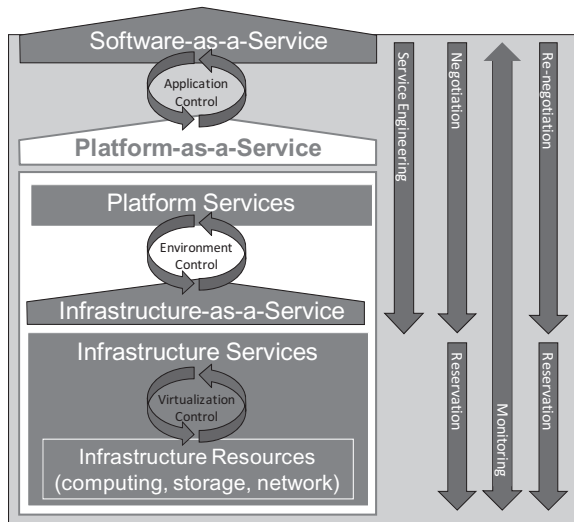 Software-as-a-Service
Application
Control
Platform-as-a-Service
Platform Services
Environment
Control
Infrastructure-as-a-Service
Infrastructure Services
Virtualization
Control
Infrastructure Resources
(computing, storage, network)
Service Engineering
Negotiation
Re-negotiation
Reservation
Monitoring
Reservation